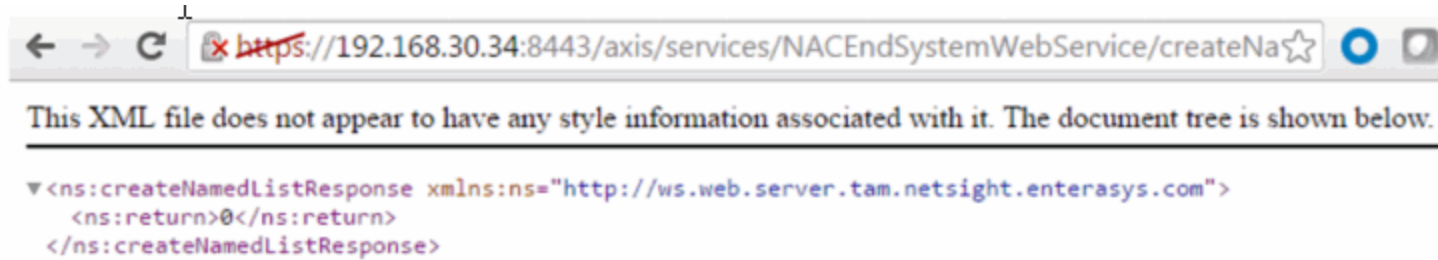 https://192.168.30.34:8443/axis/services/NACEndSystemWebService/createNa
This XML file does not appear to have any style information associated with it. The document tree is shown below.
▼<ns:createNamedListResponse xmlns:ns="http://ws.web.server.tam.netsight.enterasys.com">
<ns:return>0</ns:return>
</ns:createNamedListResponse>